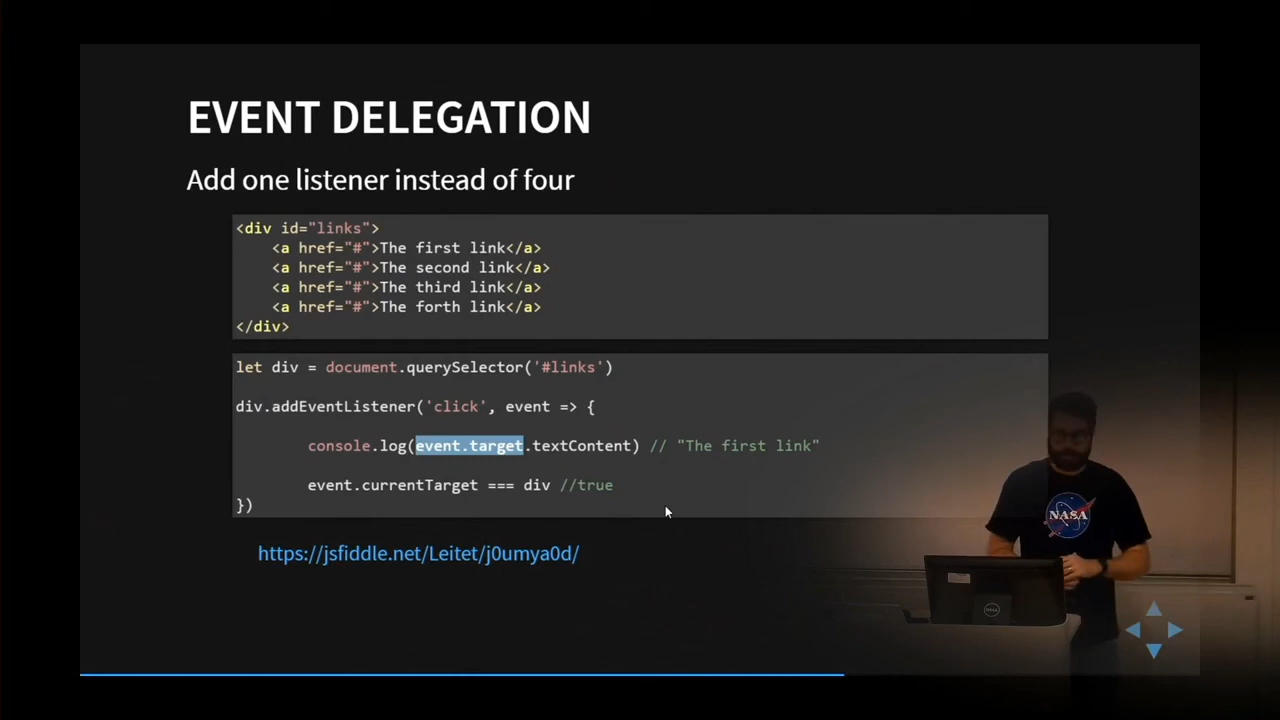 EVENT DELEGATION
Add one listener instead of four
<div id="links">
    <a href="#">The first link</a>
    <a href="#">The second link</a>
    <a href="#">The third link</a>
    <a href="#">The forth link</a>
</div>
let div = document.querySelector('#links')
div.addEventListener('click', event => {
        console.log(event.target.textContent) // "The first link"
        event.currentTarget === div //true
})
https://jsfiddle.net/Leitet/j0umya0d/
NASA
DELL